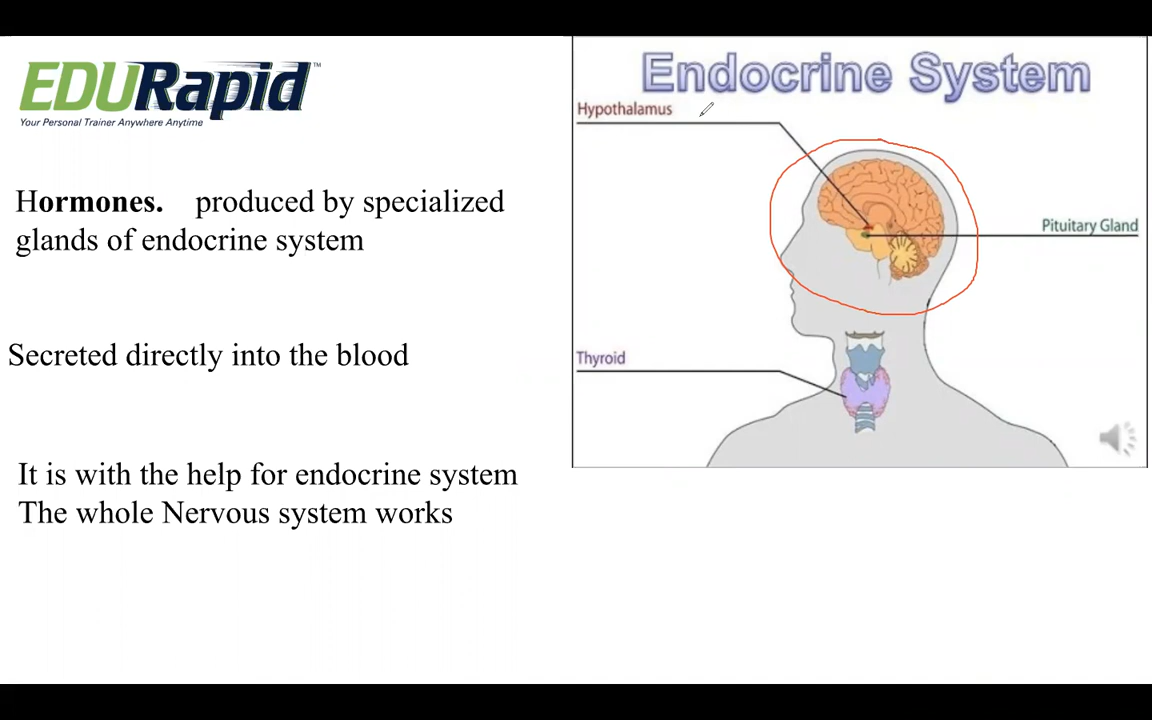 EDURapid™
Your Personal Trainer Anywhere Anytime
Hormones. produced by specialized
glands of endocrine system
Secreted directly into the blood
It is with the help for endocrine system
The whole Nervous system works
Endocrine System
Hypothalamus
Pituitary Gland
Thyroid